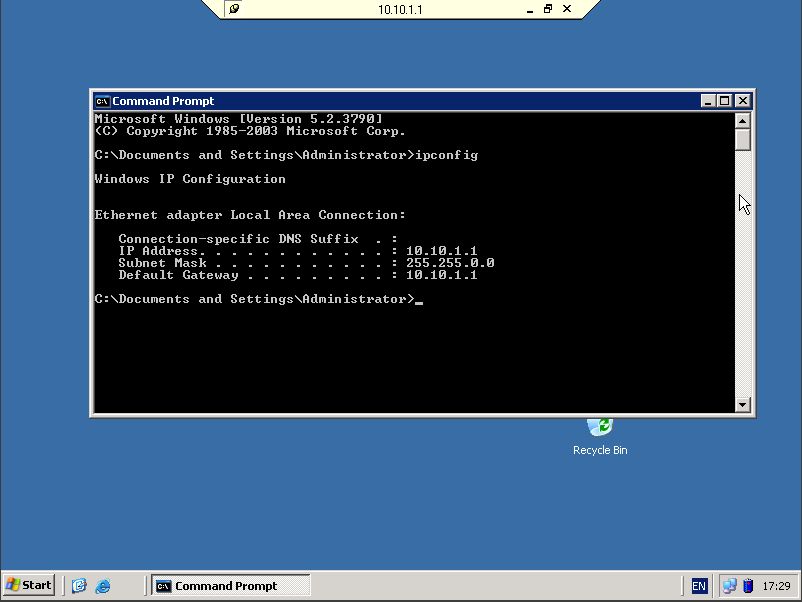 10.10.1.1
Command Prompt
Microsoft Windows [Version 5.2.3790]
(C) Copyright 1985-2003 Microsoft Corp.
C:\Documents and Settings\Administrator>ipconfig
Windows IP Configuration
Ethernet adapter Local Area Connection:
Connection-specific DNS Suffix . :
IP Address. . . . . . . . . . . . : 10.10.1.1
Subnet Mask . . . . . . . . . . . : 255.255.0.0
Default Gateway . . . . . . . . . : 10.10.1.1
C:\Documents and Settings\Administrator>_
Recycle Bin
Start
Command Prompt
EN
17:29